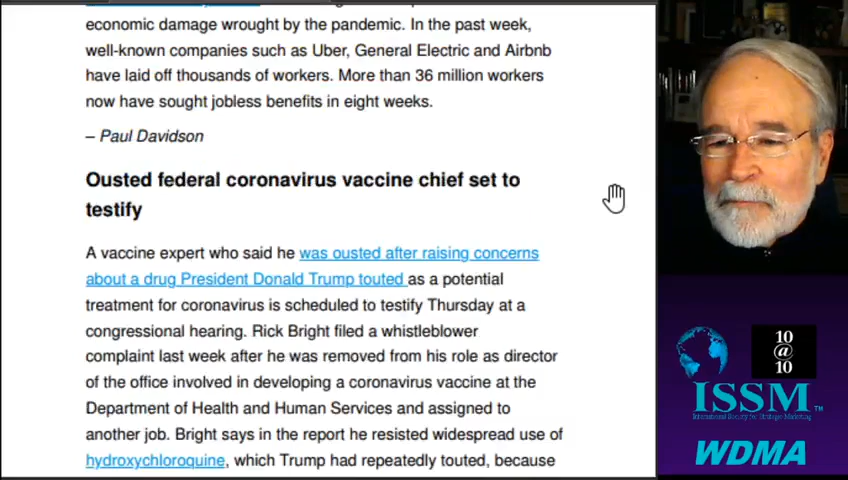 economic damage wrought by the pandemic. In the past week,
well-known companies such as Uber, General Electric and Airbnb
have laid off thousands of workers. More than 36 million workers
now have sought jobless benefits in eight weeks.
– Paul Davidson
Ousted federal coronavirus vaccine chief set to
testify
A vaccine expert who said he was ousted after raising concerns
about a drug President Donald Trump touted as a potential
treatment for coronavirus is scheduled to testify Thursday at a
congressional hearing. Rick Bright filed a whistleblower
complaint last week after he was removed from his role as director
of the office involved in developing a coronavirus vaccine at the
Department of Health and Human Services and assigned to
another job. Bright says in the report he resisted widespread use of
hydroxychloroquine, which Trump had repeatedly touted, because
10
@
10
ISSM TM
International Society for Strategic Marketing
WDMA